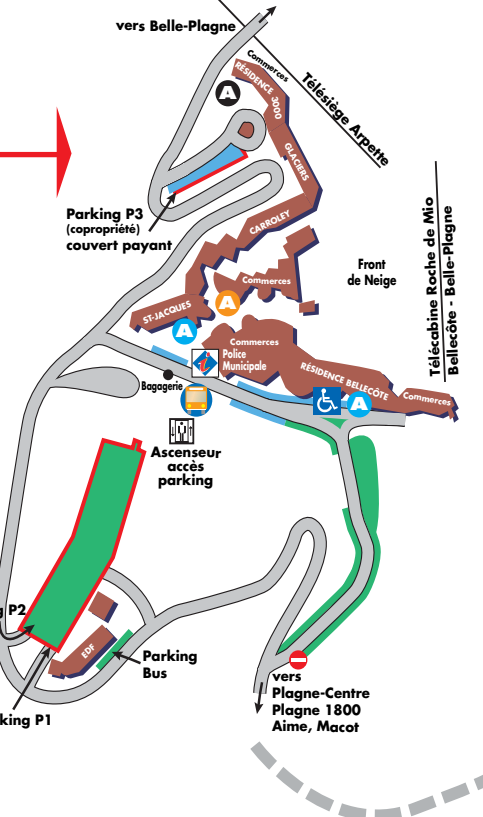 vers Belle-Plagne
Commerces
RÉSIDENCE 3000
A
Télésiège Arpette
GLACIERS
Parking P3
(copropriété)
couvert payant
CARROLEY
Front
de Neige
Télécabine Roche de Mio
Bellecôte - Belle-Plagne
Commerces
A
ST-JACQUES
A
Commerces
i
Police
Municipale
RÉSIDENCE BELLECÔTE
Bagagerie
A
Commerces
Ascenseur
accès
parking
g P2
EDF
Parking
Bus
king P1
vers
Plagne-Centre
Plagne 1800
Aime, Macot